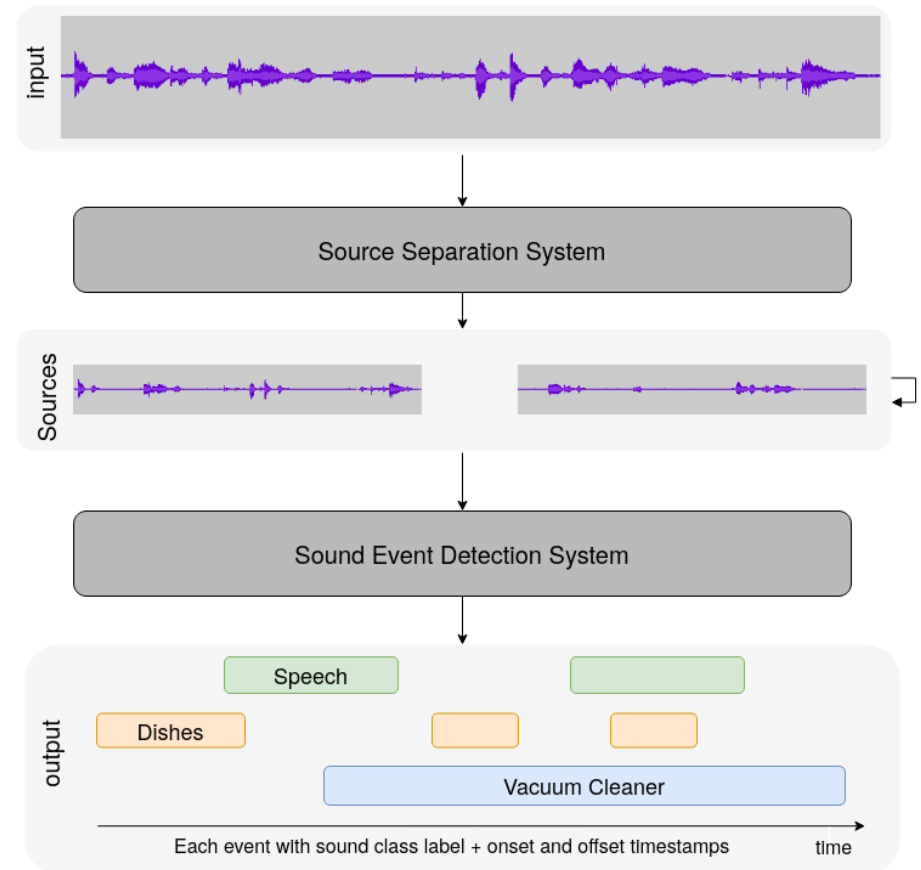 input
Source Separation System
Sources
Sound Event Detection System
output
Speech
Dishes
Vacuum Cleaner
Each event with sound class label + onset and offset timestamps
time